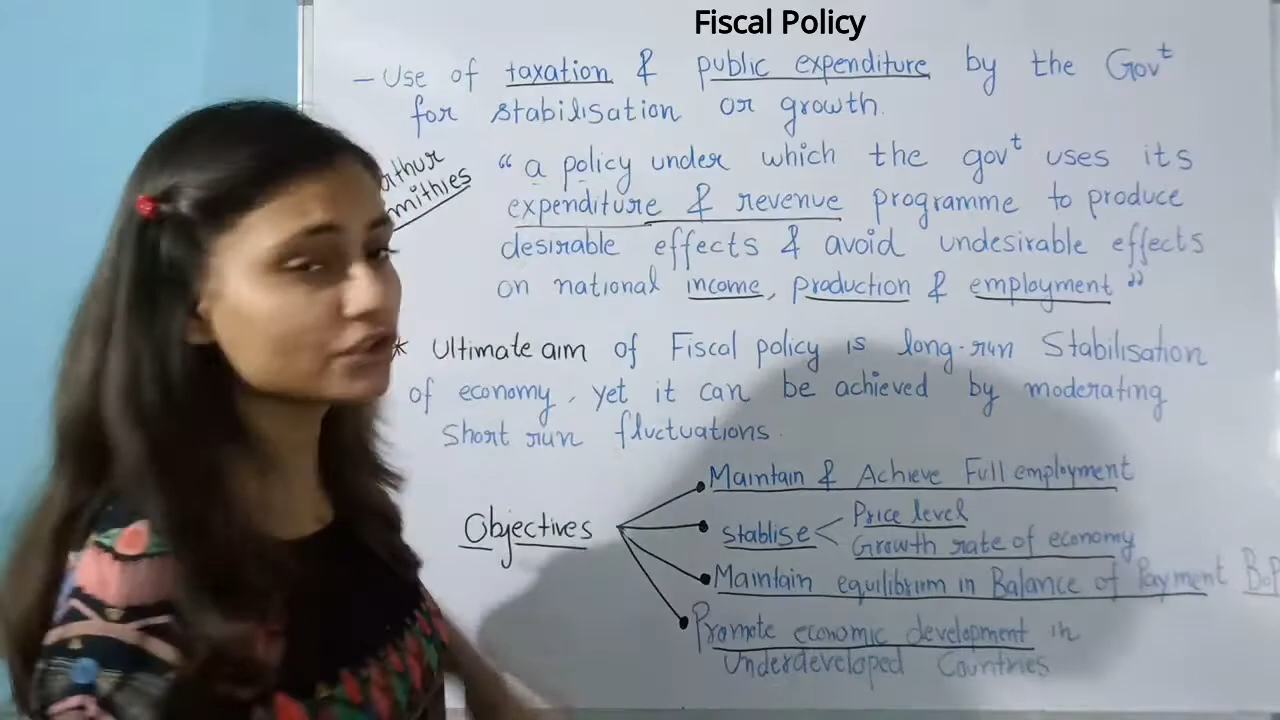 Fiscal Policy
- Use of taxation & public expenditure by the Govt
for stabilisation or growth.
"a policy under which the govt uses its
expenditure & revenue programme to produce
desirable effects & avoid undesirable effects
on national income, production & employment"
* Ultimate aim of Fiscal policy is long-run Stabilisation
of economy, yet it can be achieved by moderating
short run fluctuations.
Objectives
Maintain & Achieve Full employment
stablise < Price level
Growth rate of economy
Maintain equilibrium in Balance of Payment BoP
Promote economic development in
Underdeveloped Countries